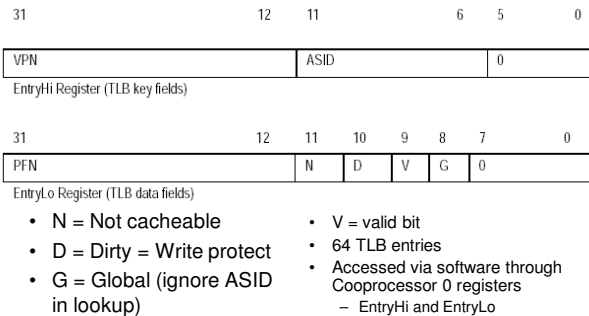 31 12 11 6 5 0
VPN ASID 0
EntryHi Register (TLB key fields)
31 12 11 10 9 8 7 0
PFN N D V G 0
EntryLo Register (TLB data fields)
• N = Not cacheable
• D = Dirty = Write protect
• G = Global (ignore ASID
in lookup)
• V = valid bit
• 64 TLB entries
• Accessed via software through
Cooprocessor 0 registers
– EntryHi and EntryLo